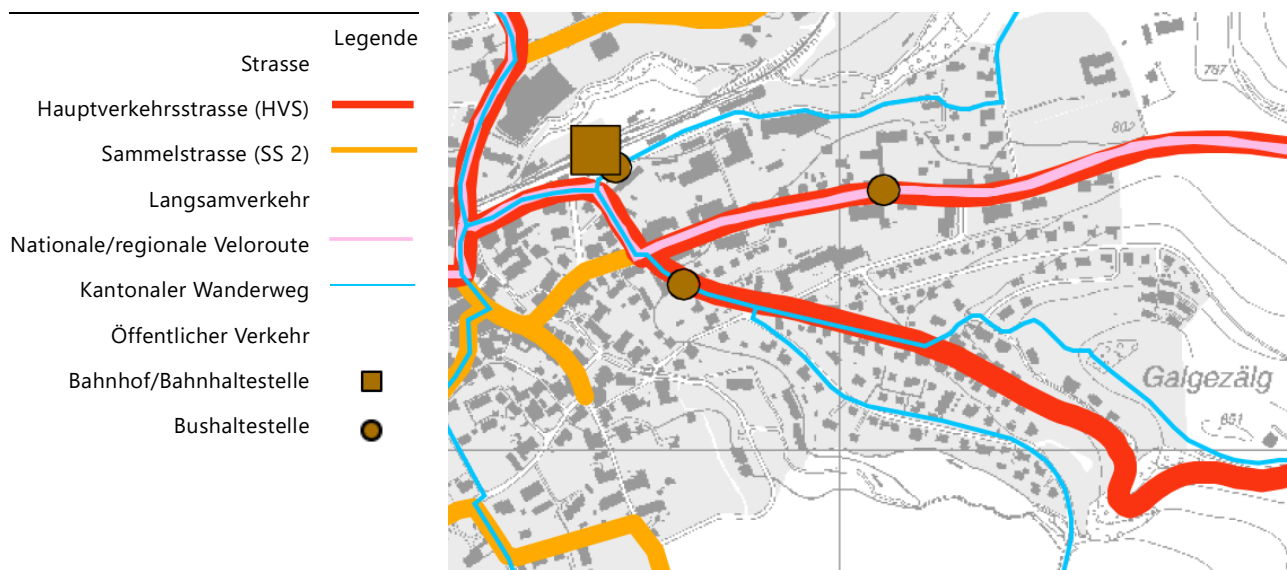 Legende
Strasse
Hauptverkehrsstrasse (HVS)
Sammelstrasse (SS 2)
Langsamverkehr
Nationale/regionale Veloroute
Kantonaler Wanderweg
Öffentlicher Verkehr
Bahnhof/Bahnhaltestelle
Bushaltestelle
767
802
Galgezälg
851